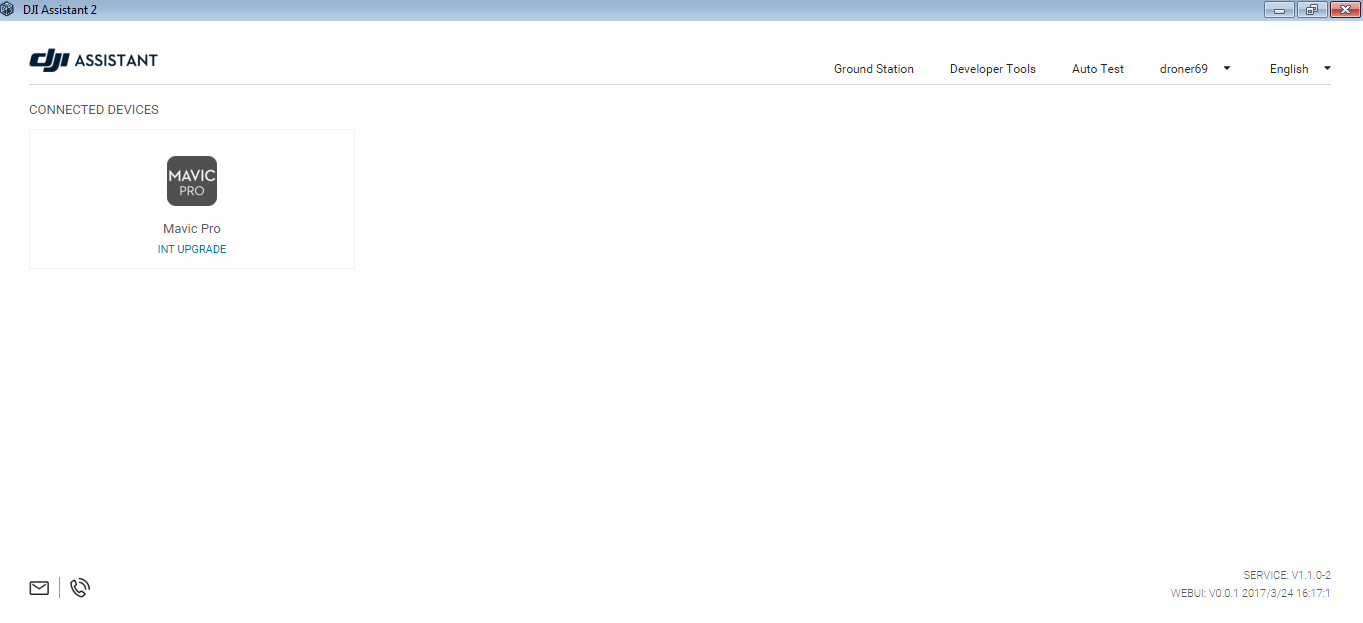 DJI Assistant 2
dji ASSISTANT
Ground Station Developer Tools Auto Test droner69 English
CONNECTED DEVICES
MAVIC
PRO
Mavic Pro
INT UPGRADE
SERVICE: V1.1.0-2
WEBUI: V0.0.1 2017/3/24 16:17:1